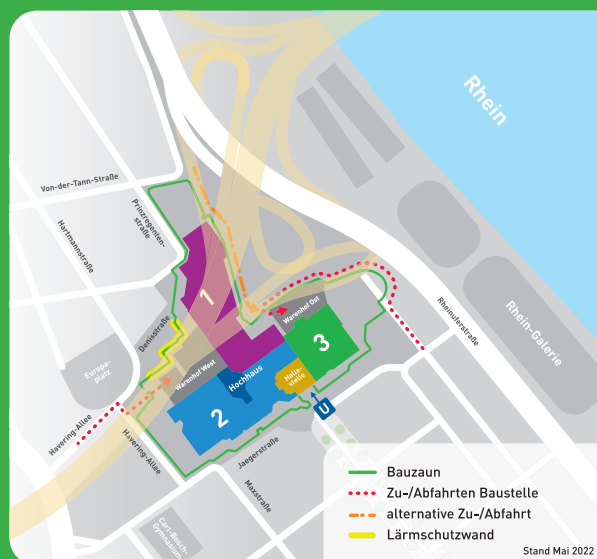 Rhein
Von-der-Tann-Straße
Prinzregenten-
straße
Hartmannstraße
1
Warenhof Ost
Rheinuferstraße
Rhein-Galerie
Denisstraße
3
Europa-
platz
Warenhof West
Hochhaus
Halte-
stelle
2
U
Havering-Allee
Havering-Allee
Jaegerstraße
Maxstraße
Carl-Bosch-
Gymnasium
Bauzaun
Zu-/Abfahrten Baustelle
alternative Zu-/Abfahrt
Lärmschutzwand
Stand Mai 2022